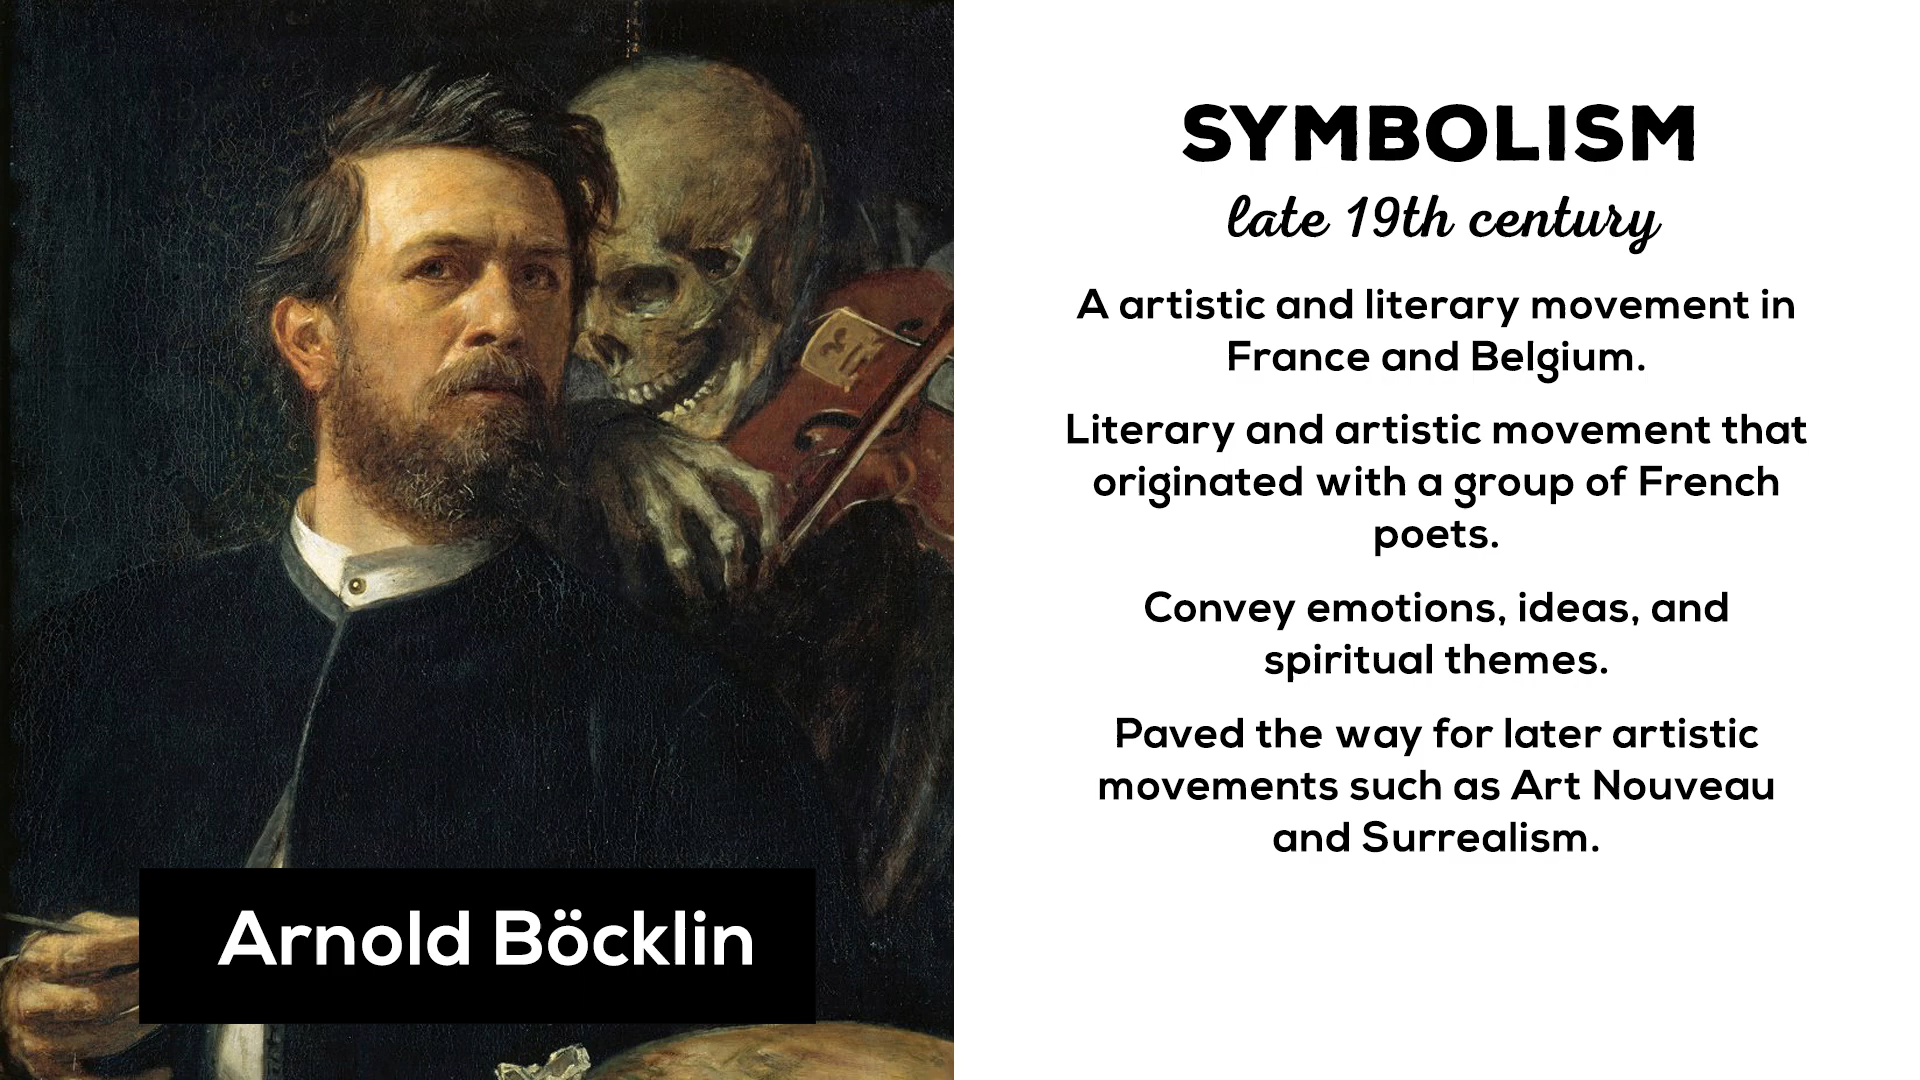 SYMBOLISM
late 19th century
A artistic and literary movement in
France and Belgium.
Literary and artistic movement that
originated with a group of French
poets.
Convey emotions, ideas, and
spiritual themes.
Paved the way for later artistic
movements such as Art Nouveau
and Surrealism.
Arnold Böcklin